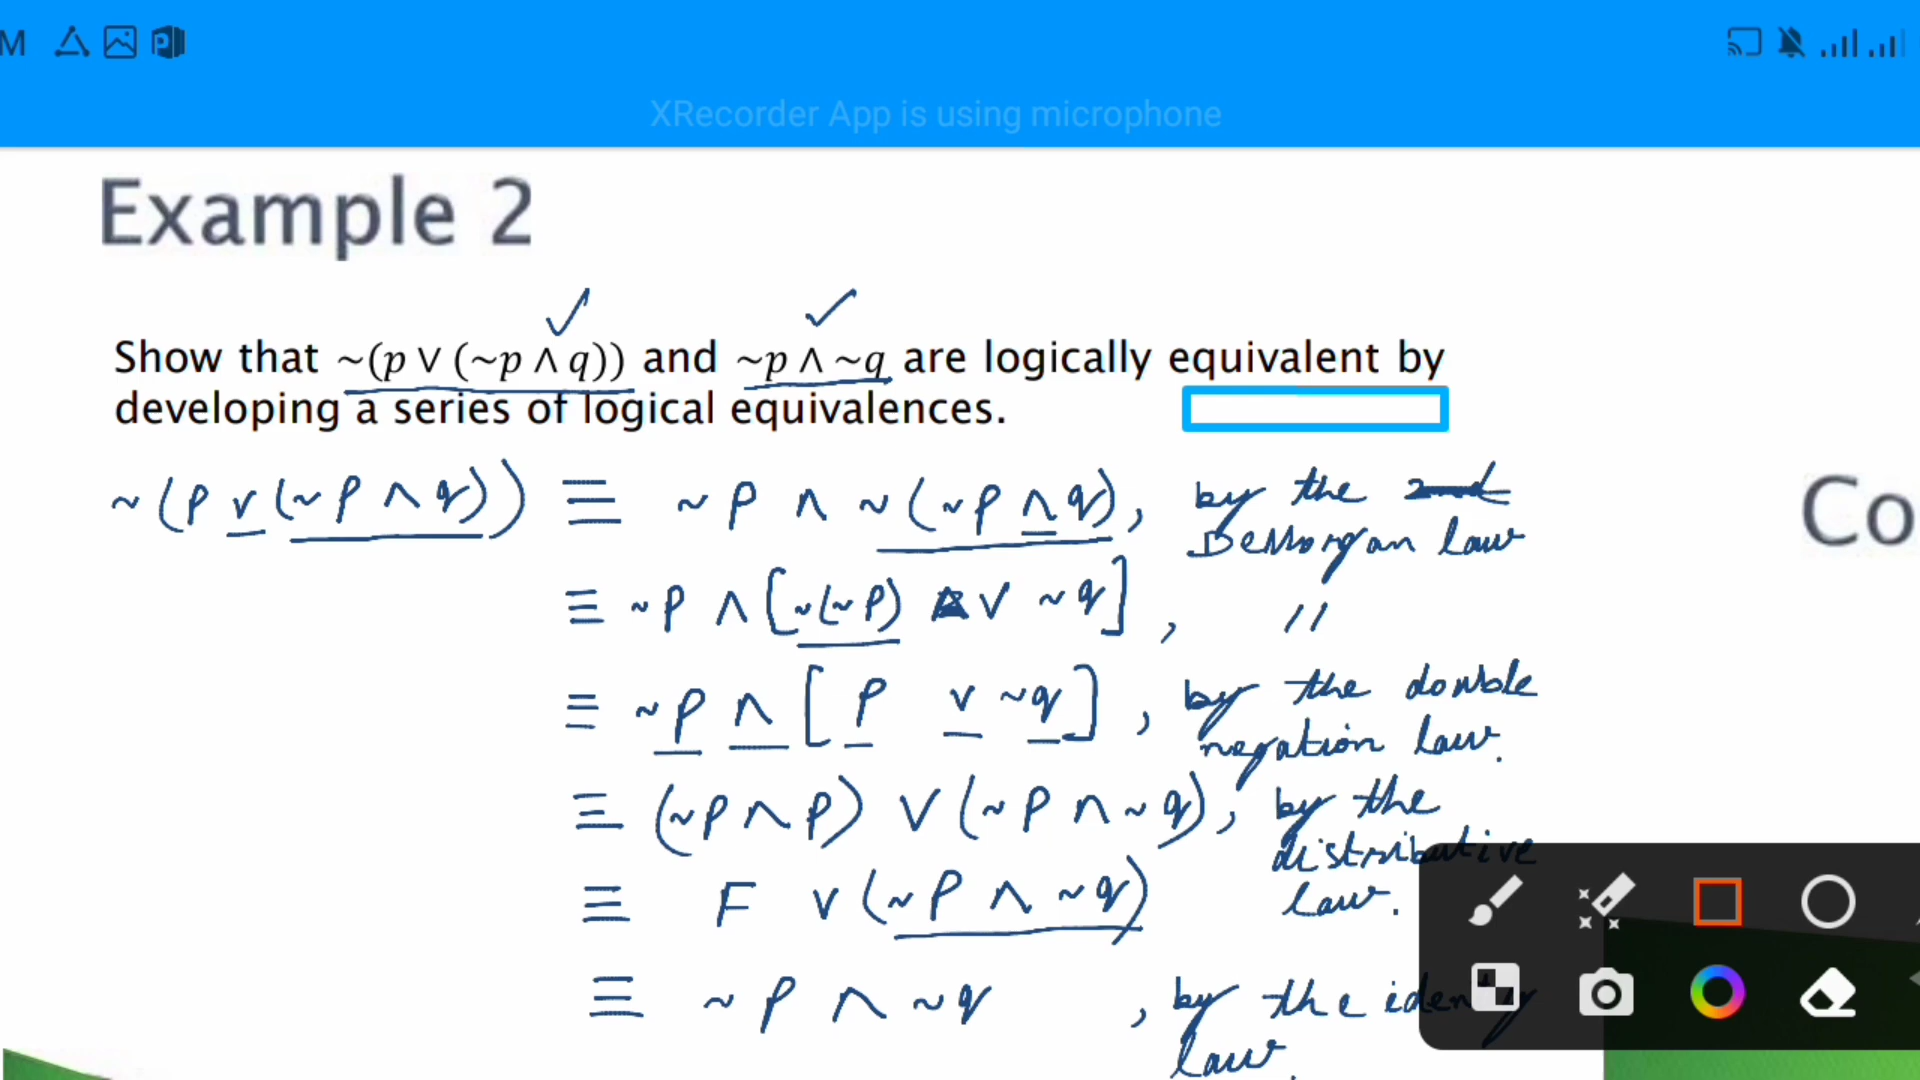 M
XRecorder App is using microphone
Example 2
Show that ~(p ∨ (~p ∧ q)) and ~p ∧ ~q are logically equivalent by
developing a series of logical equivalences.
~(p ∨ (~p ∧ q)) ≡ ~p ∧ ~(~p ∧ q), by the
DeMorgan law
≡ ~p ∧ [~(~p) ∨ ~q], //
≡ ~p ∧ [p ∨ ~q], by the double
negation law.
≡ (~p ∧ p) ∨ (~p ∧ ~q), by the
distributive
≡ F ∨ (~p ∧ ~q) law.
≡ ~p ∧ ~q , by the identity
law.
Co